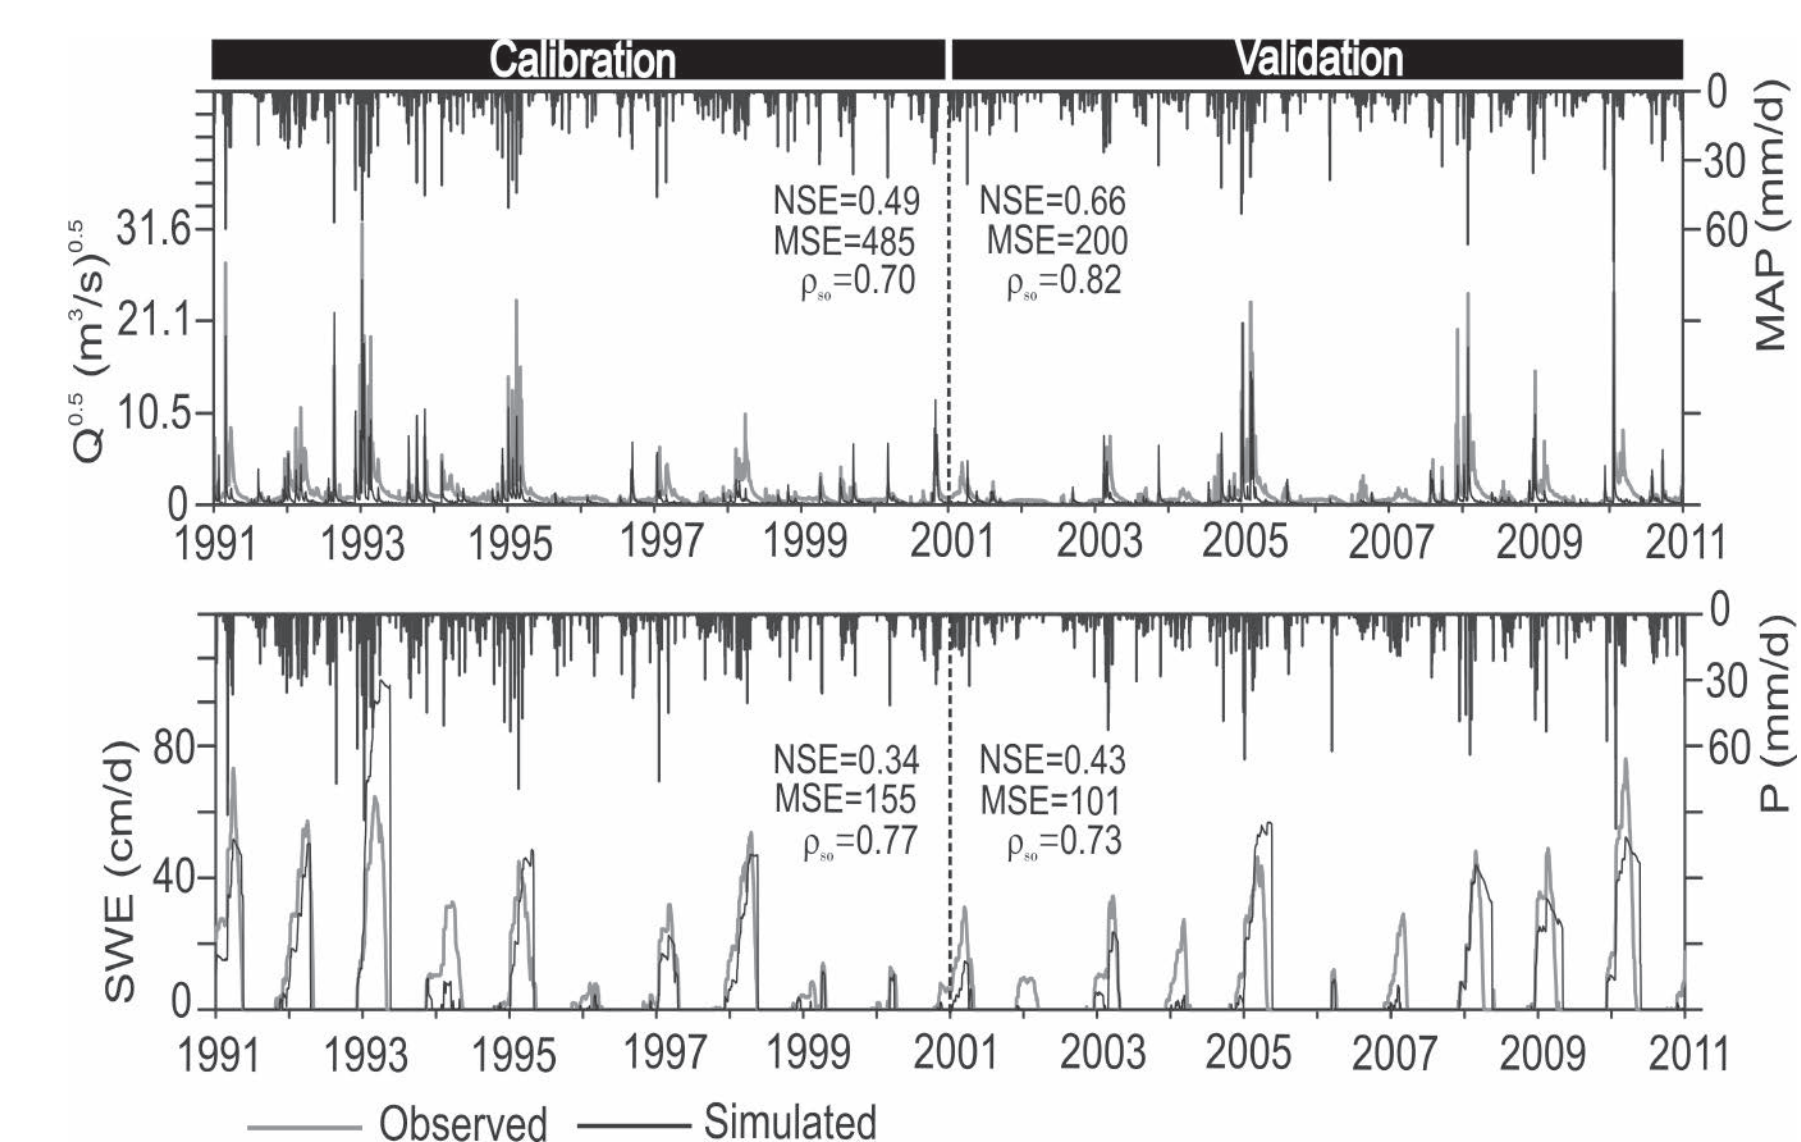 Calibration Validation
Q^0.5 (m^3/s)^0.5
31.6
21.1
10.5
0
0
30
60
MAP (mm/d)
NSE=0.49
MSE=485
ρso=0.70
NSE=0.66
MSE=200
ρso=0.82
1991 1993 1995 1997 1999 2001 2003 2005 2007 2009 2011
SWE (cm/d)
80
40
0
0
30
60
P (mm/d)
NSE=0.34
MSE=155
ρso=0.77
NSE=0.43
MSE=101
ρso=0.73
1991 1993 1995 1997 1999 2001 2003 2005 2007 2009 2011
Observed Simulated